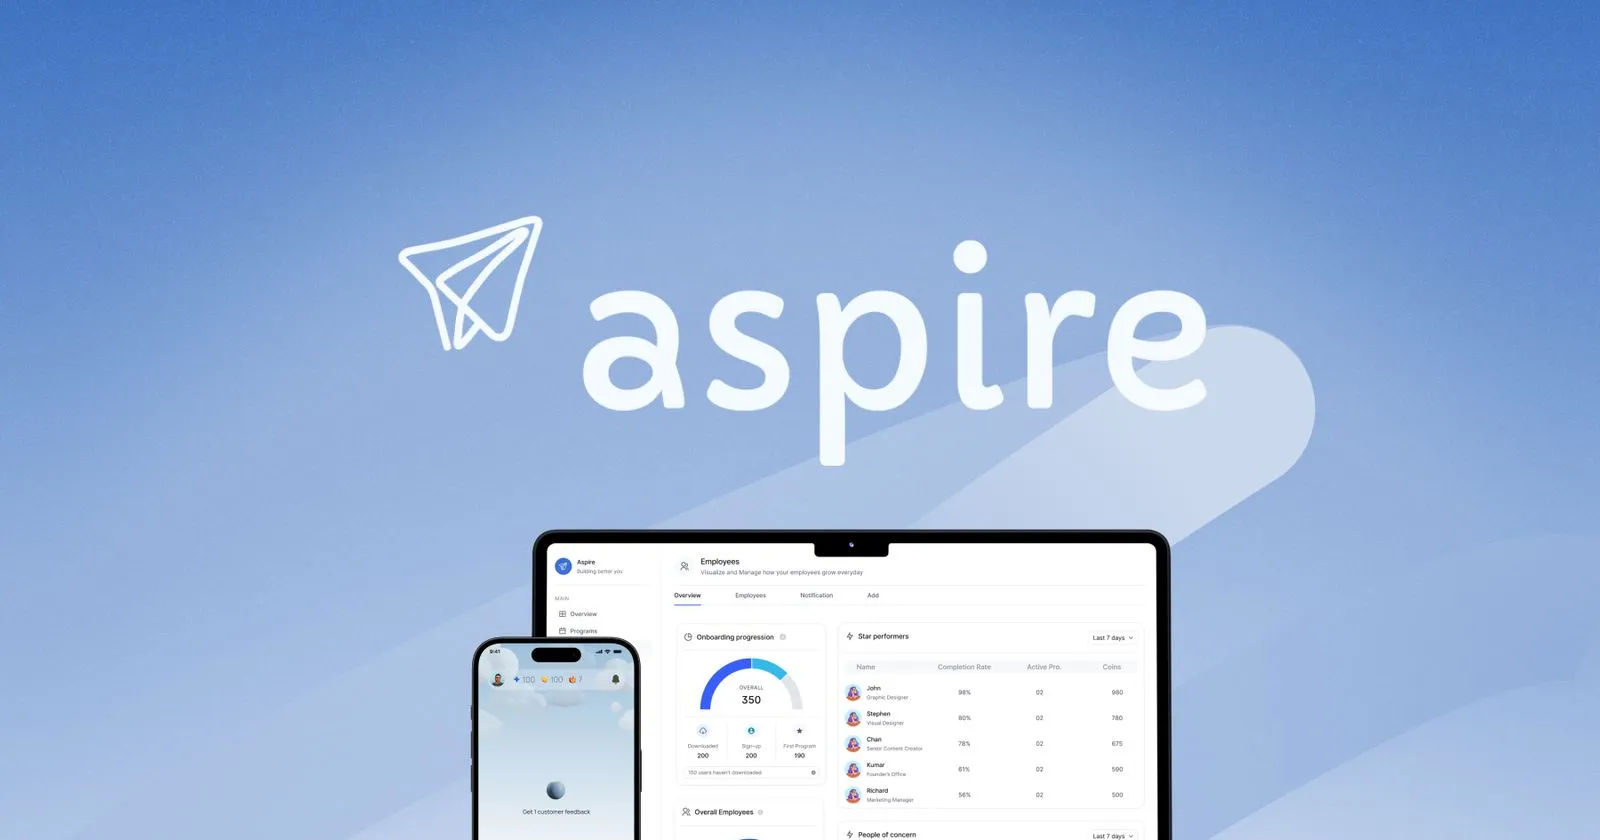 aspire
Aspire
Building better you
MAIN
Overview
Programs
Employees
Visualize and Manage how your employees grow everyday
Overview Employees Notification Add
Onboarding progression
OVERALL
350
Downloaded Sign-up First Program
200 200 190
150 users haven't downloaded
Overall Employees
Star performers Last 7 days
Name Completion Rate Active Pro. Coins
John 98% 02 980
Graphic Designer
Stephen 80% 02 780
Visual Designer
Chan 78% 02 675
Senior Content Creator
Kumar 61% 02 590
Founder's Office
Richard 56% 02 500
Marketing Manager
People of concern Last 7 days
9:41
100 100 7
Get 1 customer feedback